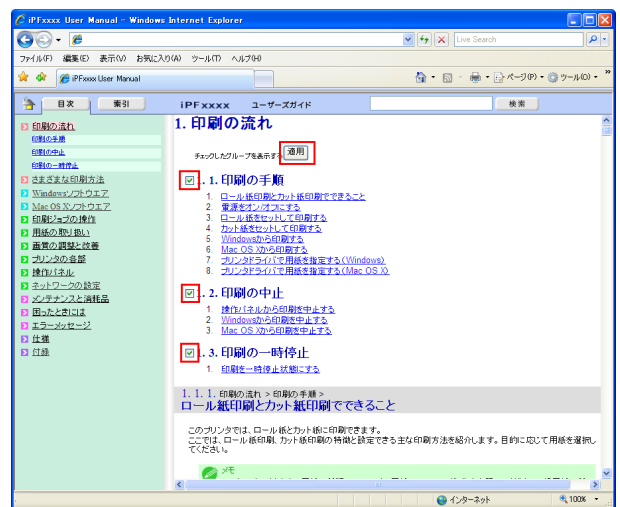 iPFxxxx User Manual - Windows Internet Explorer
Live Search
ファイル(F) 編集(E) 表示(V) お気に入り(A) ツール(T) ヘルプ(H)
iPFxxxx User Manual
ページ(P) ツール(O)
目次 索引 iPFxxxx ユーザーズガイド 検索
印刷の流れ
印刷の手順
印刷の中止
印刷の一時停止
さまざまな印刷方法
Windowsソフトウエア
Mac OS Xソフトウエア
印刷ジョブの操作
用紙の取り扱い
画質の調整と改善
プリンタの各部
操作パネル
ネットワークの設定
メンテナンスと消耗品
困ったときには
エラーメッセージ
仕様
付録
1. 印刷の流れ
チェックしたグループを表示する 適用
1. 1. 印刷の手順
1. ロール紙印刷とカット紙印刷でできること
2. 電源をオン/オフにする
3. ロール紙をセットして印刷する
4. カット紙をセットして印刷する
5. Windowsから印刷する
6. Mac OS Xから印刷する
7. プリンタドライバで用紙を指定する(Windows)
8. プリンタドライバで用紙を指定する(Mac OS X)
1. 2. 印刷の中止
1. 操作パネルから印刷を中止する
2. Windowsから印刷を中止する
3. Mac OS Xから印刷を中止する
1. 3. 印刷の一時停止
1. 印刷を一時停止状態にする
1. 1. 1. 印刷の流れ > 印刷の手順 >
ロール紙印刷とカット紙印刷でできること
このプリンタでは、ロール紙とカット紙に印刷できます。
ここでは、ロール紙印刷、カット紙印刷の特徴と設定できる主な印刷方法を紹介します。目的に応じて用紙を選択し
てください。
メモ
インターネット 100%